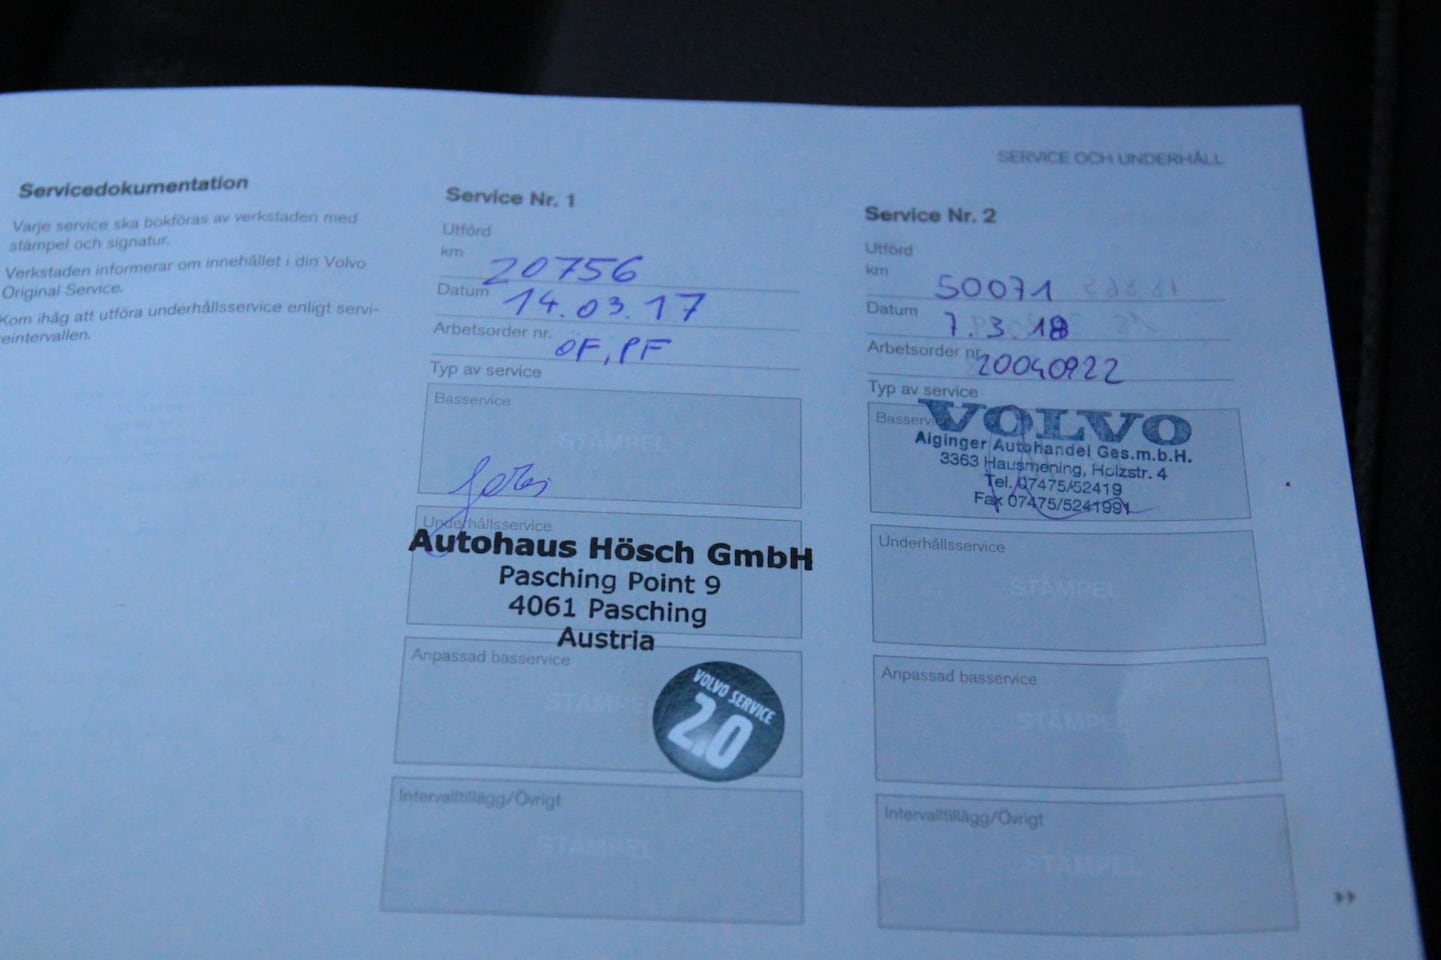 SERVICE OCH UNDERHÅLL
Servicedokumentation
Varje service ska bokföras av verkstaden med
stämpel och signatur.
Verkstaden informerar om innehållet i din Volvo
Original Service.
Kom ihåg att utföra underhållsservice enligt servi-
eintervallen.
Service Nr. 1
Utförd
km 20756
Datum 14.03.17
Arbetsorder nr. ÖF, PF
Typ av service
Basservice
STÄMPEL
Underhållsservice
Autohaus Hösch GmbH
Pasching Point 9
4061 Pasching
Austria
Anpassad basservice
STÄMPEL
VOLVO SERVICE
2.0
Intervalltillägg/Övrigt
STÄMPEL
Service Nr. 2
Utförd
km 50071
Datum 7.3.18
Arbetsorder nr. 20040922
Typ av service
Basservice
VOLVO
Aiginger Autohandel Ges.m.b.H.
3363 Hausmening, Holzstr. 4
Tel. 07475/52419
Fax 07475/5241991
Underhållsservice
STÄMPEL
Anpassad basservice
STÄMPEL
Intervalltillägg/Övrigt
STÄMPEL